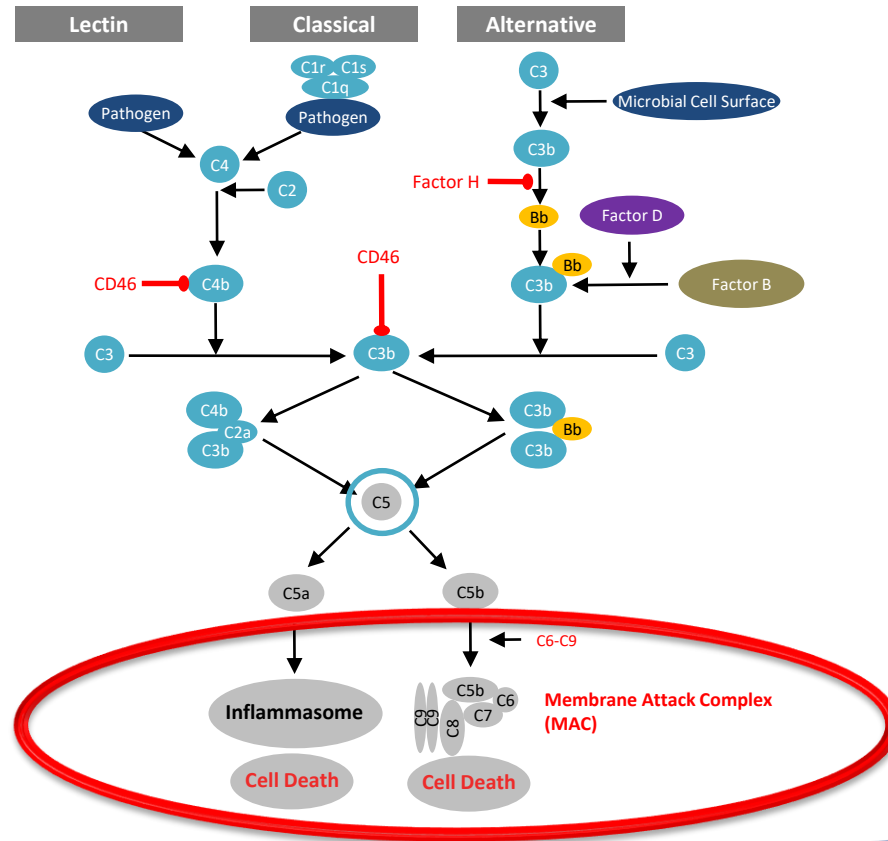 Lectin
Classical
Alternative
C1r
C1s
C1q
C3
Pathogen
Pathogen
Microbial Cell Surface
C4
C3b
C2
Factor H
Bb
Factor D
CD46
CD46
C4b
Bb
C3b
Factor B
C3
C3b
C3
C4b
C2a
C3b
C3b
Bb
C3b
C5
C5a
C5b
C6-C9
Inflammasome
C5b
C6
C7
C8
C9
C9
Membrane Attack Complex
(MAC)
Cell Death
Cell Death